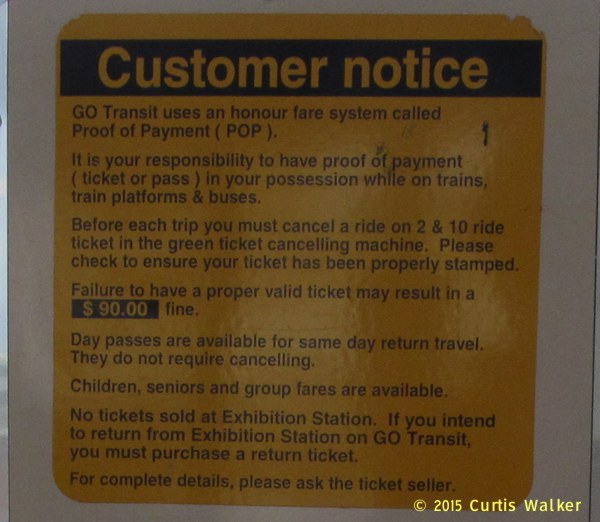 Customer notice
GO Transit uses an honour fare system called
Proof of Payment ( POP ).
It is your responsibility to have proof of payment
( ticket or pass ) in your possession while on trains,
train platforms & buses.
Before each trip you must cancel a ride on 2 & 10 ride
ticket in the green ticket cancelling machine. Please
check to ensure your ticket has been properly stamped.
Failure to have a proper valid ticket may result in a
$ 90.00 fine.
Day passes are available for same day return travel.
They do not require cancelling.
Children, seniors and group fares are available.
No tickets sold at Exhibition Station. If you intend
to return from Exhibition Station on GO Transit,
you must purchase a return ticket.
For complete details, please ask the ticket seller.
© 2015 Curtis Walker